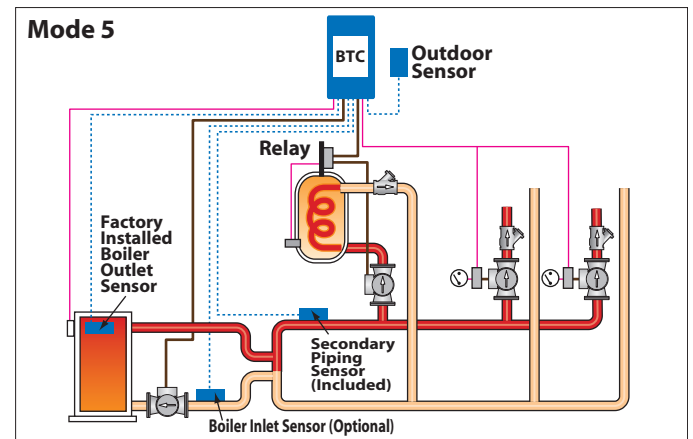 Mode 5
BTC
Outdoor
Sensor
Relay
Factory
Installed
Boiler
Outlet
Sensor
Secondary
Piping
Sensor
(Included)
Boiler Inlet Sensor (Optional)